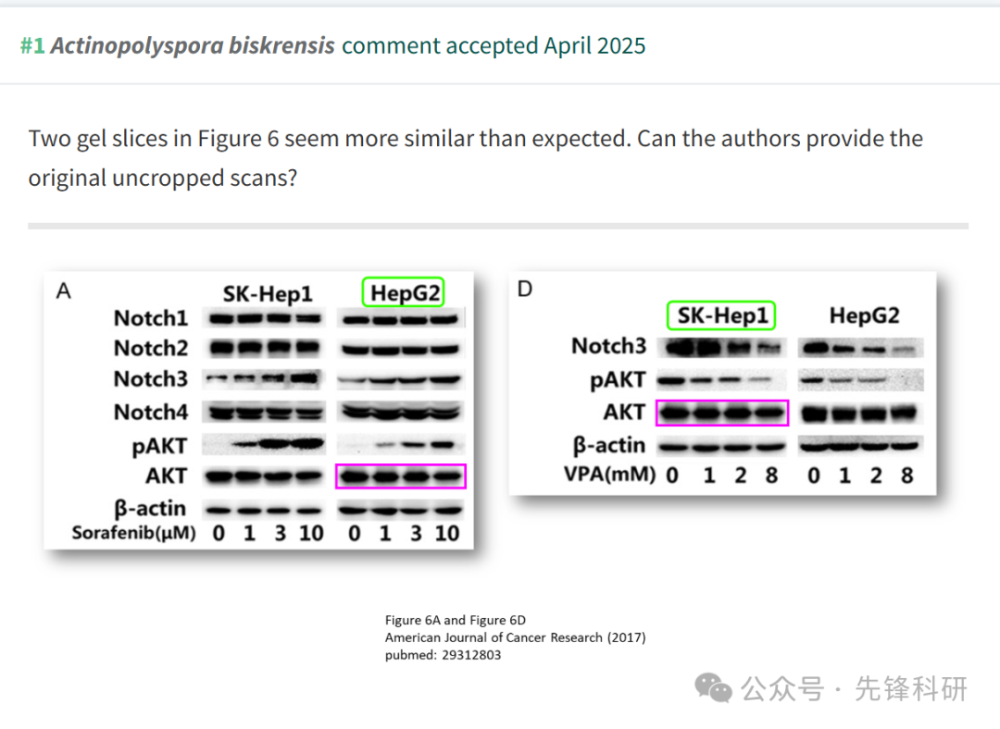 #1 Actinopolyspora biskrensis comment accepted April 2025
Two gel slices in Figure 6 seem more similar than expected. Can the authors provide the
original uncropped scans?
A
SK-Hep1 HepG2
Notch1
Notch2
Notch3
Notch4
pAKT
AKT
β-actin
Sorafenib(μM) 0 1 3 10 0 1 3 10
D
SK-Hep1 HepG2
Notch3
pAKT
AKT
β-actin
VPA(mM) 0 1 2 8 0 1 2 8
Figure 6A and Figure 6D
American Journal of Cancer Research (2017)
pubmed: 29312803
公众号 · 先锋科研